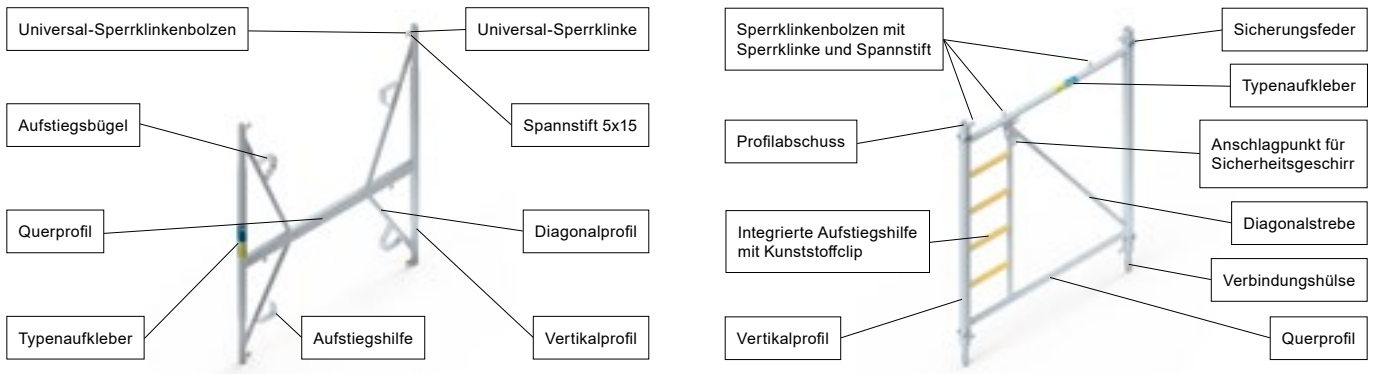 Universal-Sperrklinkenbolzen
Universal-Sperrklinke
Aufstiegsbügel
Spannstift 5x15
Querprofil
Diagonalprofil
Typenaufkleber
Aufstiegshilfe
Vertikalprofil
Sperrklinkenbolzen mit
Sperrklinke und Spannstift
Sicherungsfeder
Typenaufkleber
Profilabschuss
Anschlagpunkt für
Sicherheitsgeschirr
Integrierte Aufstiegshilfe
mit Kunststoffclip
Diagonalstrebe
Verbindungshülse
Vertikalprofil
Querprofil